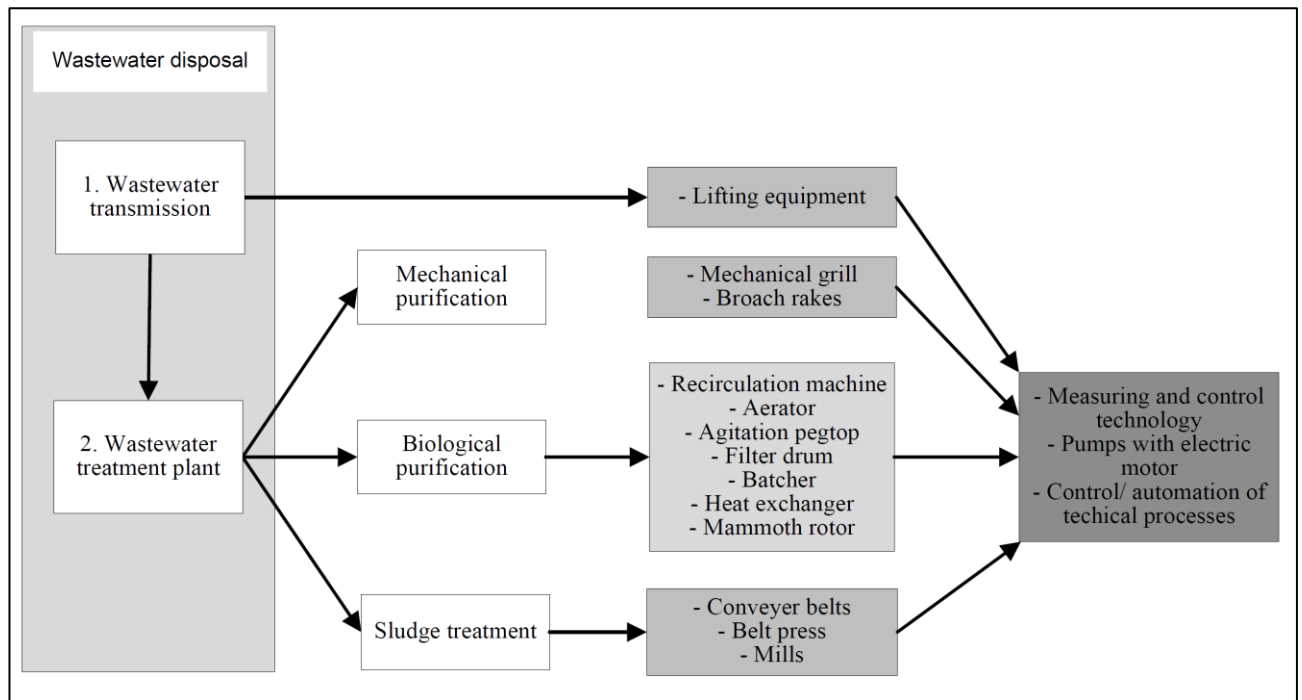 Wastewater disposal
1. Wastewater
transmission
- Lifting equipment
Mechanical
purification
- Mechanical grill
- Broach rakes
2. Wastewater
treatment plant
Biological
purification
- Recirculation machine
- Aerator
- Agitation pegtop
- Filter drum
- Batcher
- Heat exchanger
- Mammoth rotor
- Measuring and control
technology
- Pumps with electric
motor
- Control/ automation of
techical processes
Sludge treatment
- Conveyer belts
- Belt press
- Mills